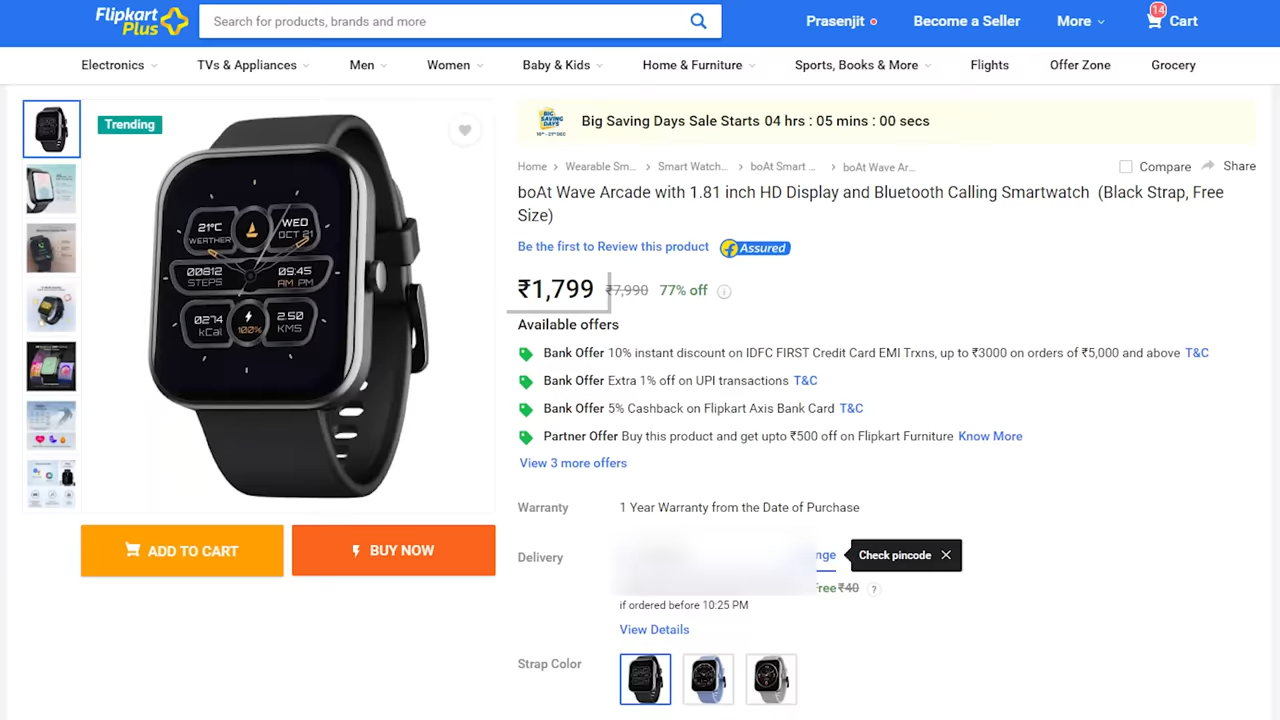 Flipkart
Plus
Search for products, brands and more
Prasenjit
Become a Seller
More
14
Cart
Electronics
TVs & Appliances
Men
Women
Baby & Kids
Home & Furniture
Sports, Books & More
Flights
Offer Zone
Grocery
Trending
BIG SAVING DAYS
Big Saving Days Sale Starts 04 hrs : 05 mins : 00 secs
Home
Wearable Sm...
Smart Watch...
boAt Smart ...
boAt Wave Ar...
Compare
Share
boAt Wave Arcade with 1.81 inch HD Display and Bluetooth Calling Smartwatch (Black Strap, Free
Size)
Be the first to Review this product
Assured
₹1,799 ₹7,990 77% off
21°C
WEATHER
WED
OCT 21
00812
STEPS
09:45
AM PM
0274
kCal
100%
2.50
KMS
Available offers
Bank Offer 10% instant discount on IDFC FIRST Credit Card EMI Trxns, up to ₹3000 on orders of ₹5,000 and above T&C
Bank Offer Extra 1% off on UPI transactions T&C
Bank Offer 5% Cashback on Flipkart Axis Bank Card T&C
Partner Offer Buy this product and get upto ₹500 off on Flipkart Furniture Know More
View 3 more offers
Warranty
1 Year Warranty from the Date of Purchase
ADD TO CART
BUY NOW
Delivery
nge
Check pincode
Free ₹40 ?
if ordered before 10:25 PM
View Details
Strap Color